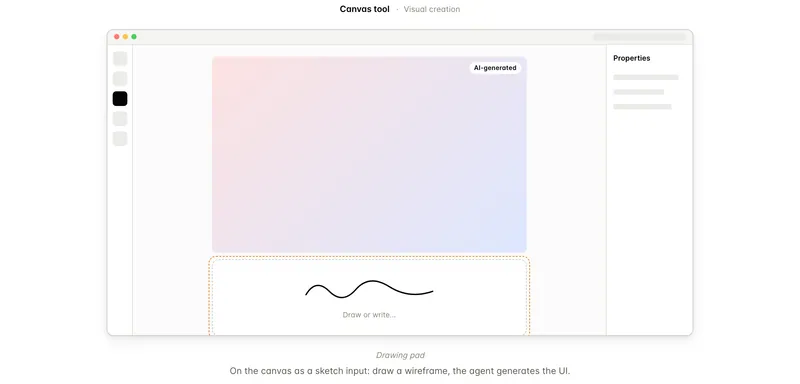 Canvas tool · Visual creation
AI-generated
Properties
Draw or write...
Drawing pad
On the canvas as a sketch input: draw a wireframe, the agent generates the UI.